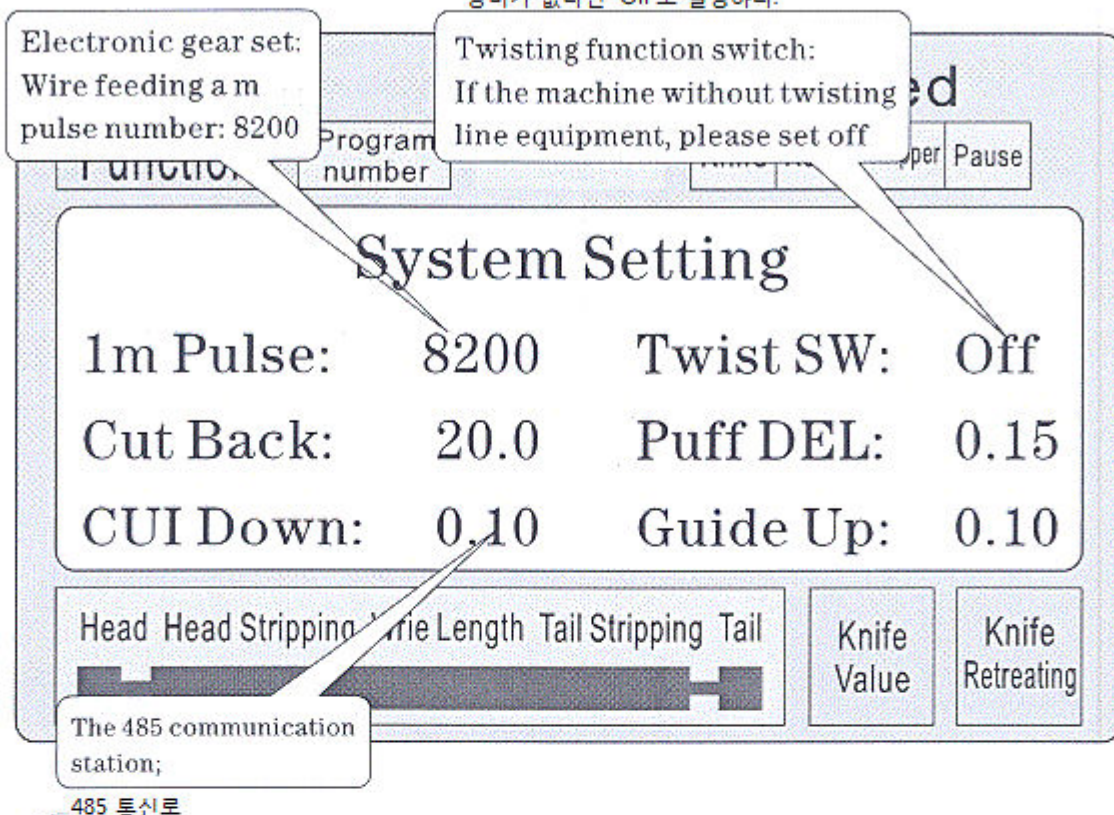 Electronic gear set:
Wire feeding a m
pulse number: 8200
Twisting function switch:
If the machine without twisting
line equipment, please set off
Program
number
Pause
System Setting
1m Pulse: 8200 Twist SW: Off
Cut Back: 20.0 Puff DEL: 0.15
CUI Down: 0.10 Guide Up: 0.10
Head Head Stripping Wrie Length Tail Stripping Tail
Knife
Value
Knife
Retreating
The 485 communication
station;
485 통신로